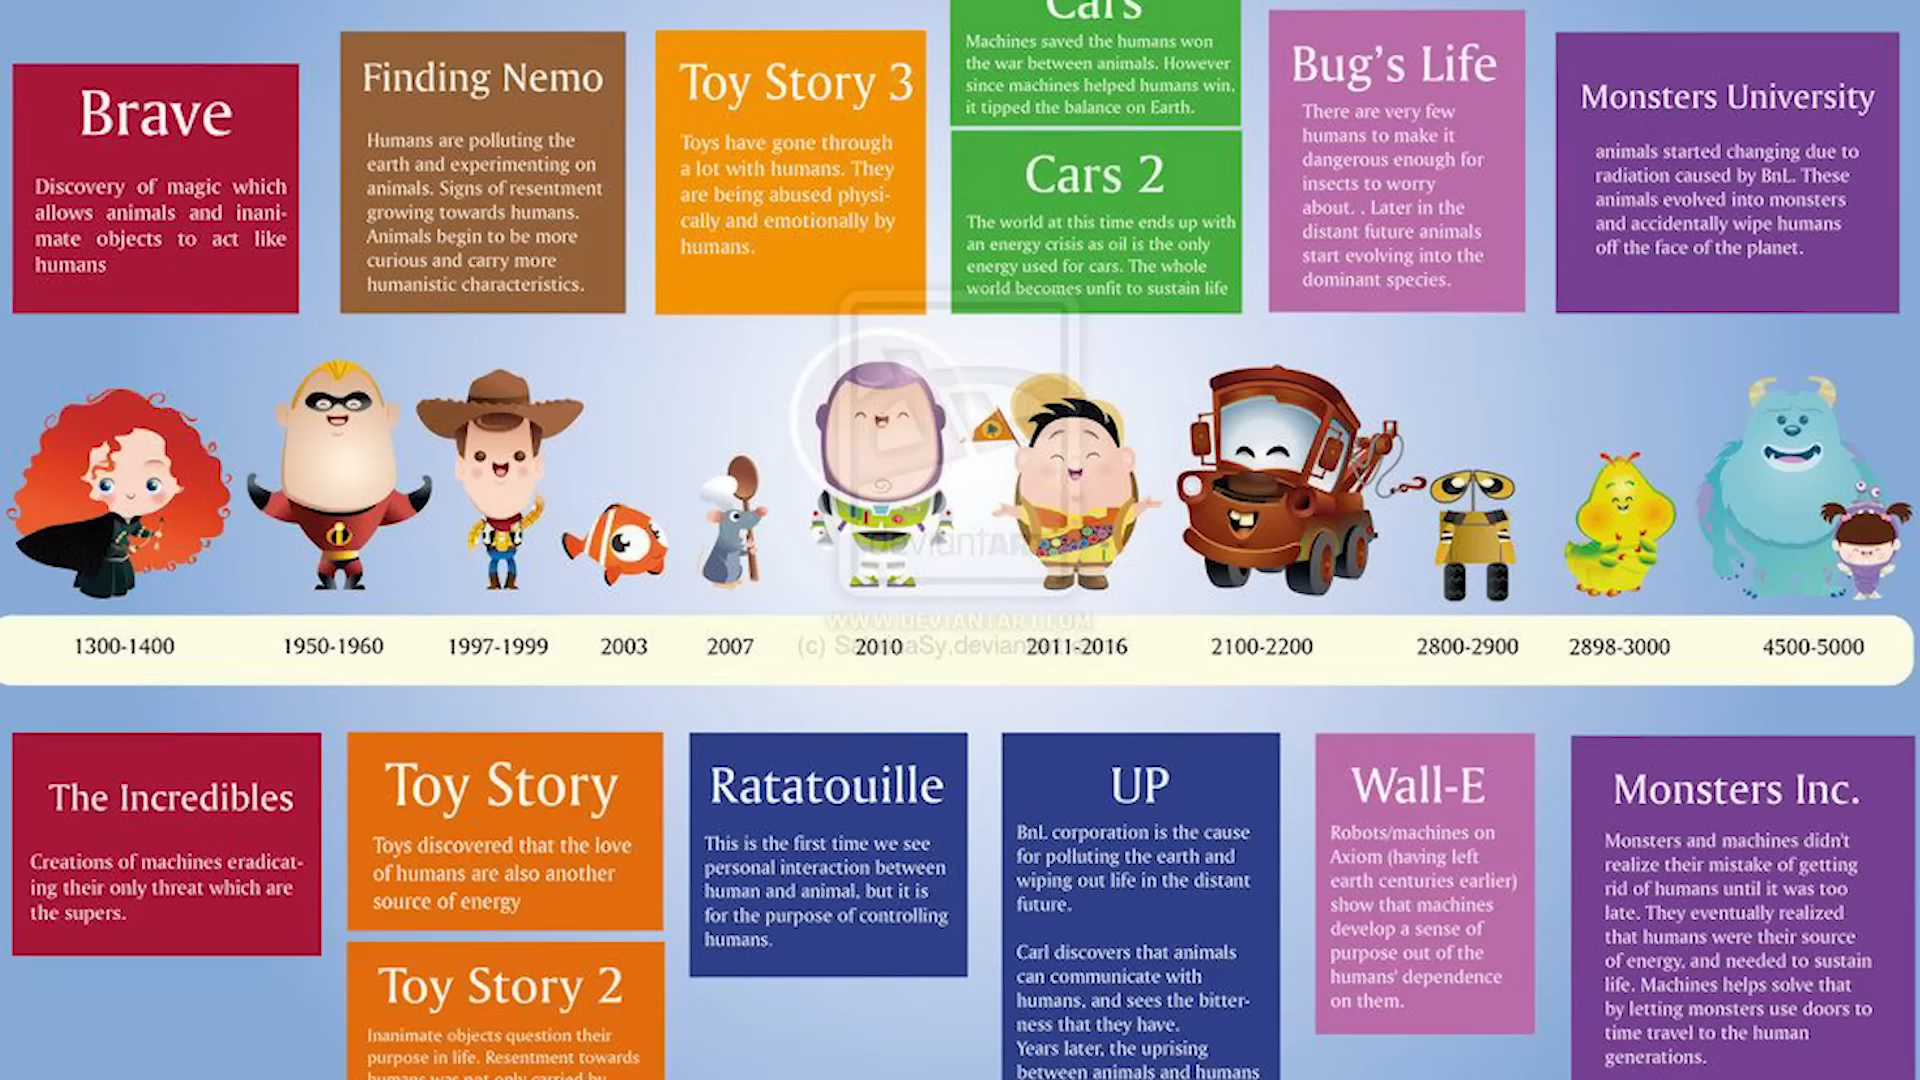 Cars
Machines saved the humans won
the war between animals. However
since machines helped humans win,
it tipped the balance on Earth.
Brave
Discovery of magic which
allows animals and inani-
mate objects to act like
humans
Finding Nemo
Humans are polluting the
earth and experimenting on
animals. Signs of resentment
growing towards humans.
Animals begin to be more
curious and carry more
humanistic characteristics.
Toy Story 3
Toys have gone through
a lot with humans. They
are being abused physi-
cally and emotionally by
humans.
Cars 2
The world at this time ends up with
an energy crisis as oil is the only
energy used for cars. The whole
world becomes unfit to sustain life
Bug's Life
There are very few
humans to make it
dangerous enough for
insects to worry
about. . Later in the
distant future animals
start evolving into the
dominant species.
Monsters University
animals started changing due to
radiation caused by BnL. These
animals evolved into monsters
and accidentally wipe humans
off the face of the planet.
deviantART
WWW.DEVIANTART.COM
1300-1400
1950-1960
1997-1999
2003
2007
2010
2011-2016
2100-2200
2800-2900
2898-3000
4500-5000
The Incredibles
Creations of machines eradicat-
ing their only threat which are
the supers.
Toy Story
Toys discovered that the love
of humans are also another
source of energy
Toy Story 2
Inanimate objects question their
purpose in life. Resentment towards
humans was not only carried by
Ratatouille
This is the first time we see
personal interaction between
human and animal, but it is
for the purpose of controlling
humans.
UP
BnL corporation is the cause
for polluting the earth and
wiping out life in the distant
future.
Carl discovers that animals
can communicate with
humans, and sees the bitter-
ness that they have.
Years later, the uprising
between animals and humans
Wall-E
Robots/machines on
Axiom (having left
earth centuries earlier)
show that machines
develop a sense of
purpose out of the
humans' dependence
on them.
Monsters Inc.
Monsters and machines didn't
realize their mistake of getting
rid of humans until it was too
late. They eventually realized
that humans were their source
of energy, and needed to sustain
life. Machines helps solve that
by letting monsters use doors to
time travel to the human
generations.